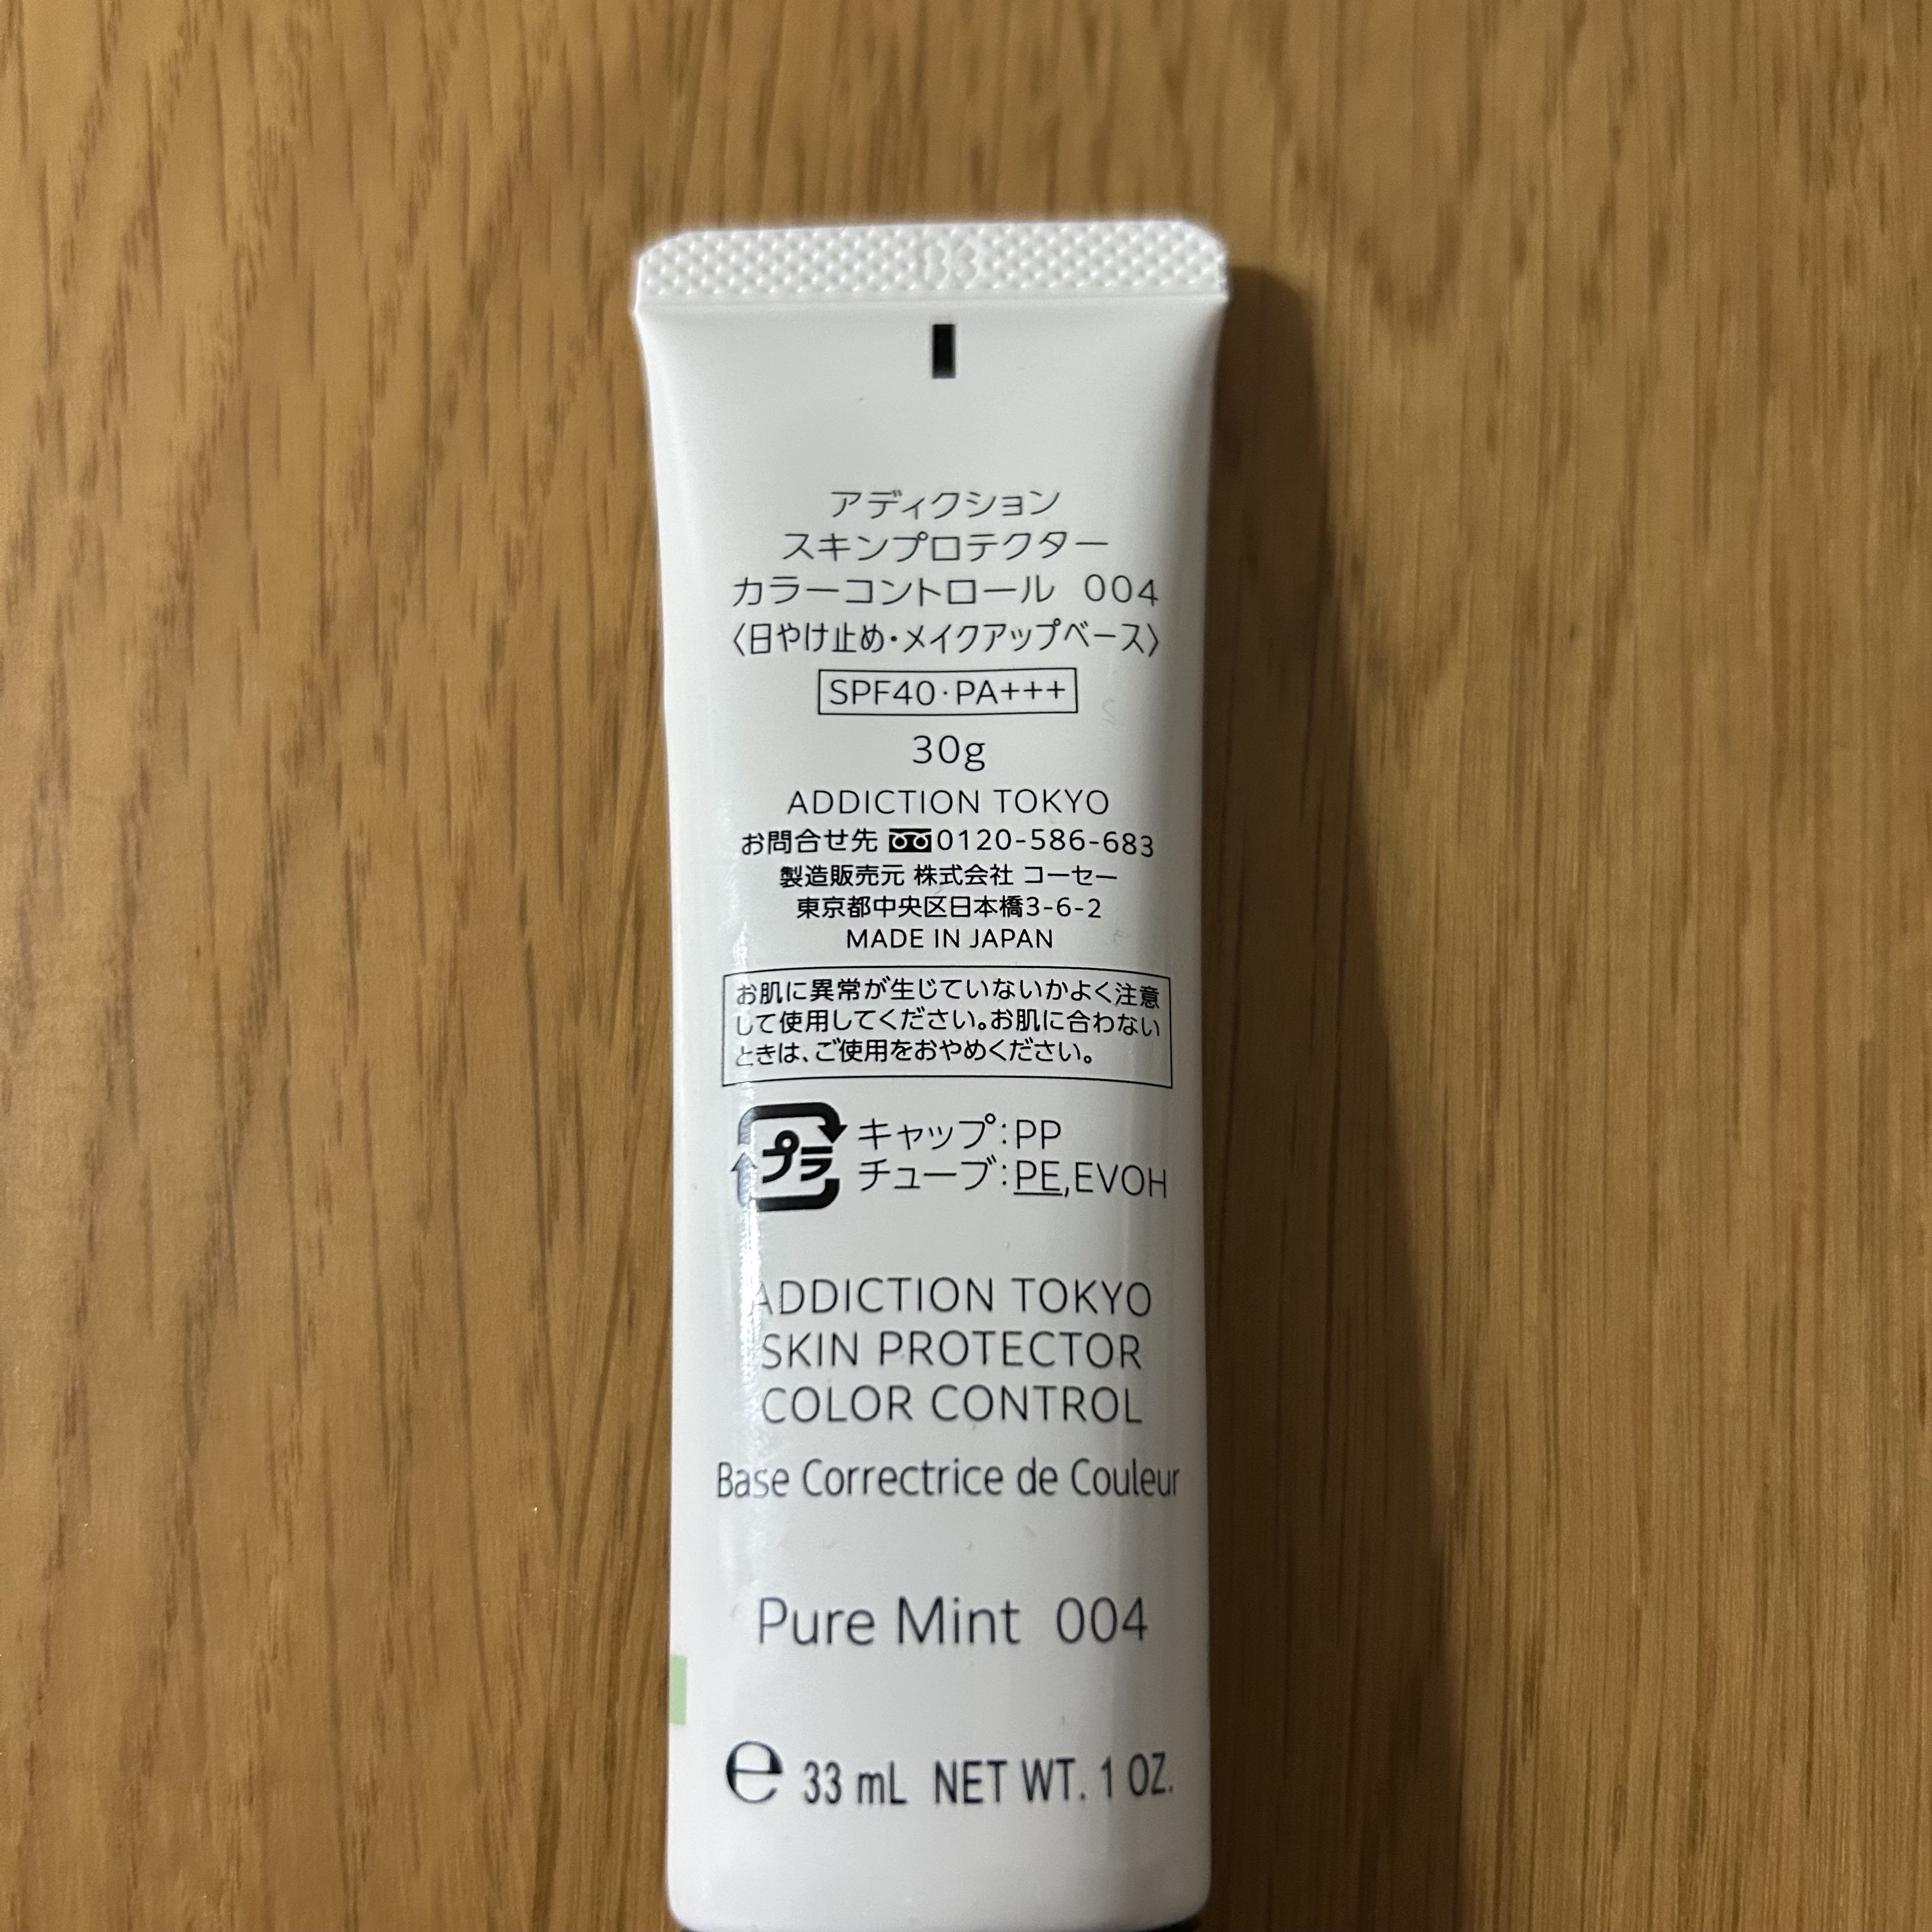 B3
アディクション
スキンプロテクター
カラーコントロール 004
〈日やけ止め・メイクアップベース〉
SPF40・PA+++
30g
ADDICTION TOKYO
お問合せ先 0120-586-683
製造販売元 株式会社 コーセー
東京都中央区日本橋3-6-2
MADE IN JAPAN
お肌に異常が生じていないかよく注意
して使用してください。お肌に合わない
ときは、ご使用をおやめください。
プラ
キャップ:PP
チューブ:PE,EVOH
ADDICTION TOKYO
SKIN PROTECTOR
COLOR CONTROL
Base Correctrice de Couleur
Pure Mint 004
℮ 33 mL NET WT. 1 OZ.